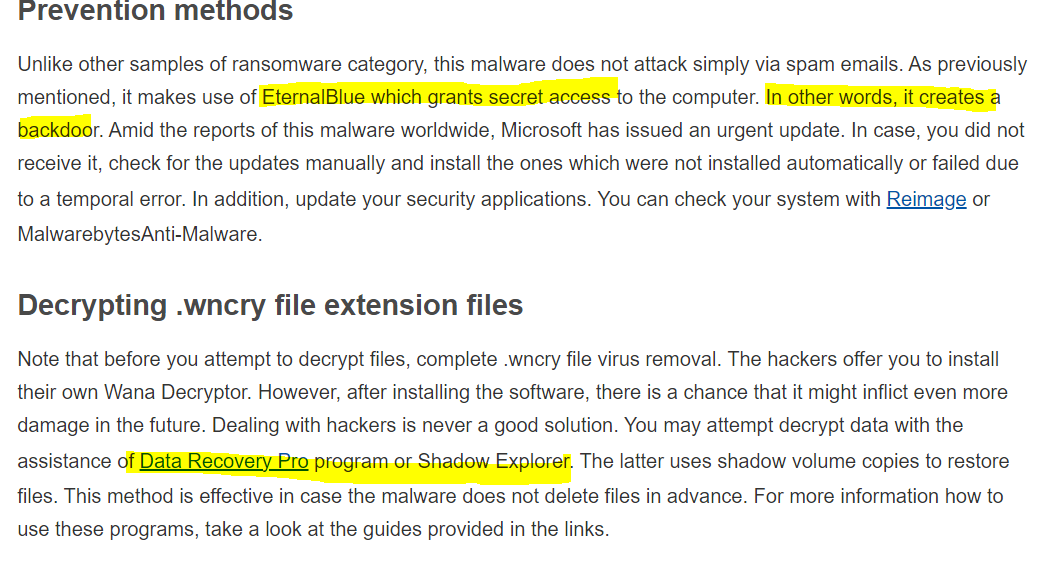 Prevention methods
Unlike other samples of ransomware category, this malware does not attack simply via spam emails. As previously
mentioned, it makes use of EternalBlue which grants secret access to the computer. In other words, it creates a
backdoor. Amid the reports of this malware worldwide, Microsoft has issued an urgent update. In case, you did not
receive it, check for the updates manually and install the ones which were not installed automatically or failed due
to a temporal error. In addition, update your security applications. You can check your system with Reimage or
MalwarebytesAnti-Malware.
Decrypting .wncry file extension files
Note that before you attempt to decrypt files, complete .wncry file virus removal. The hackers offer you to install
their own Wana Decryptor. However, after installing the software, there is a chance that it might inflict even more
damage in the future. Dealing with hackers is never a good solution. You may attempt decrypt data with the
assistance of Data Recovery Pro program or Shadow Explorer. The latter uses shadow volume copies to restore
files. This method is effective in case the malware does not delete files in advance. For more information how to
use these programs, take a look at the guides provided in the links.